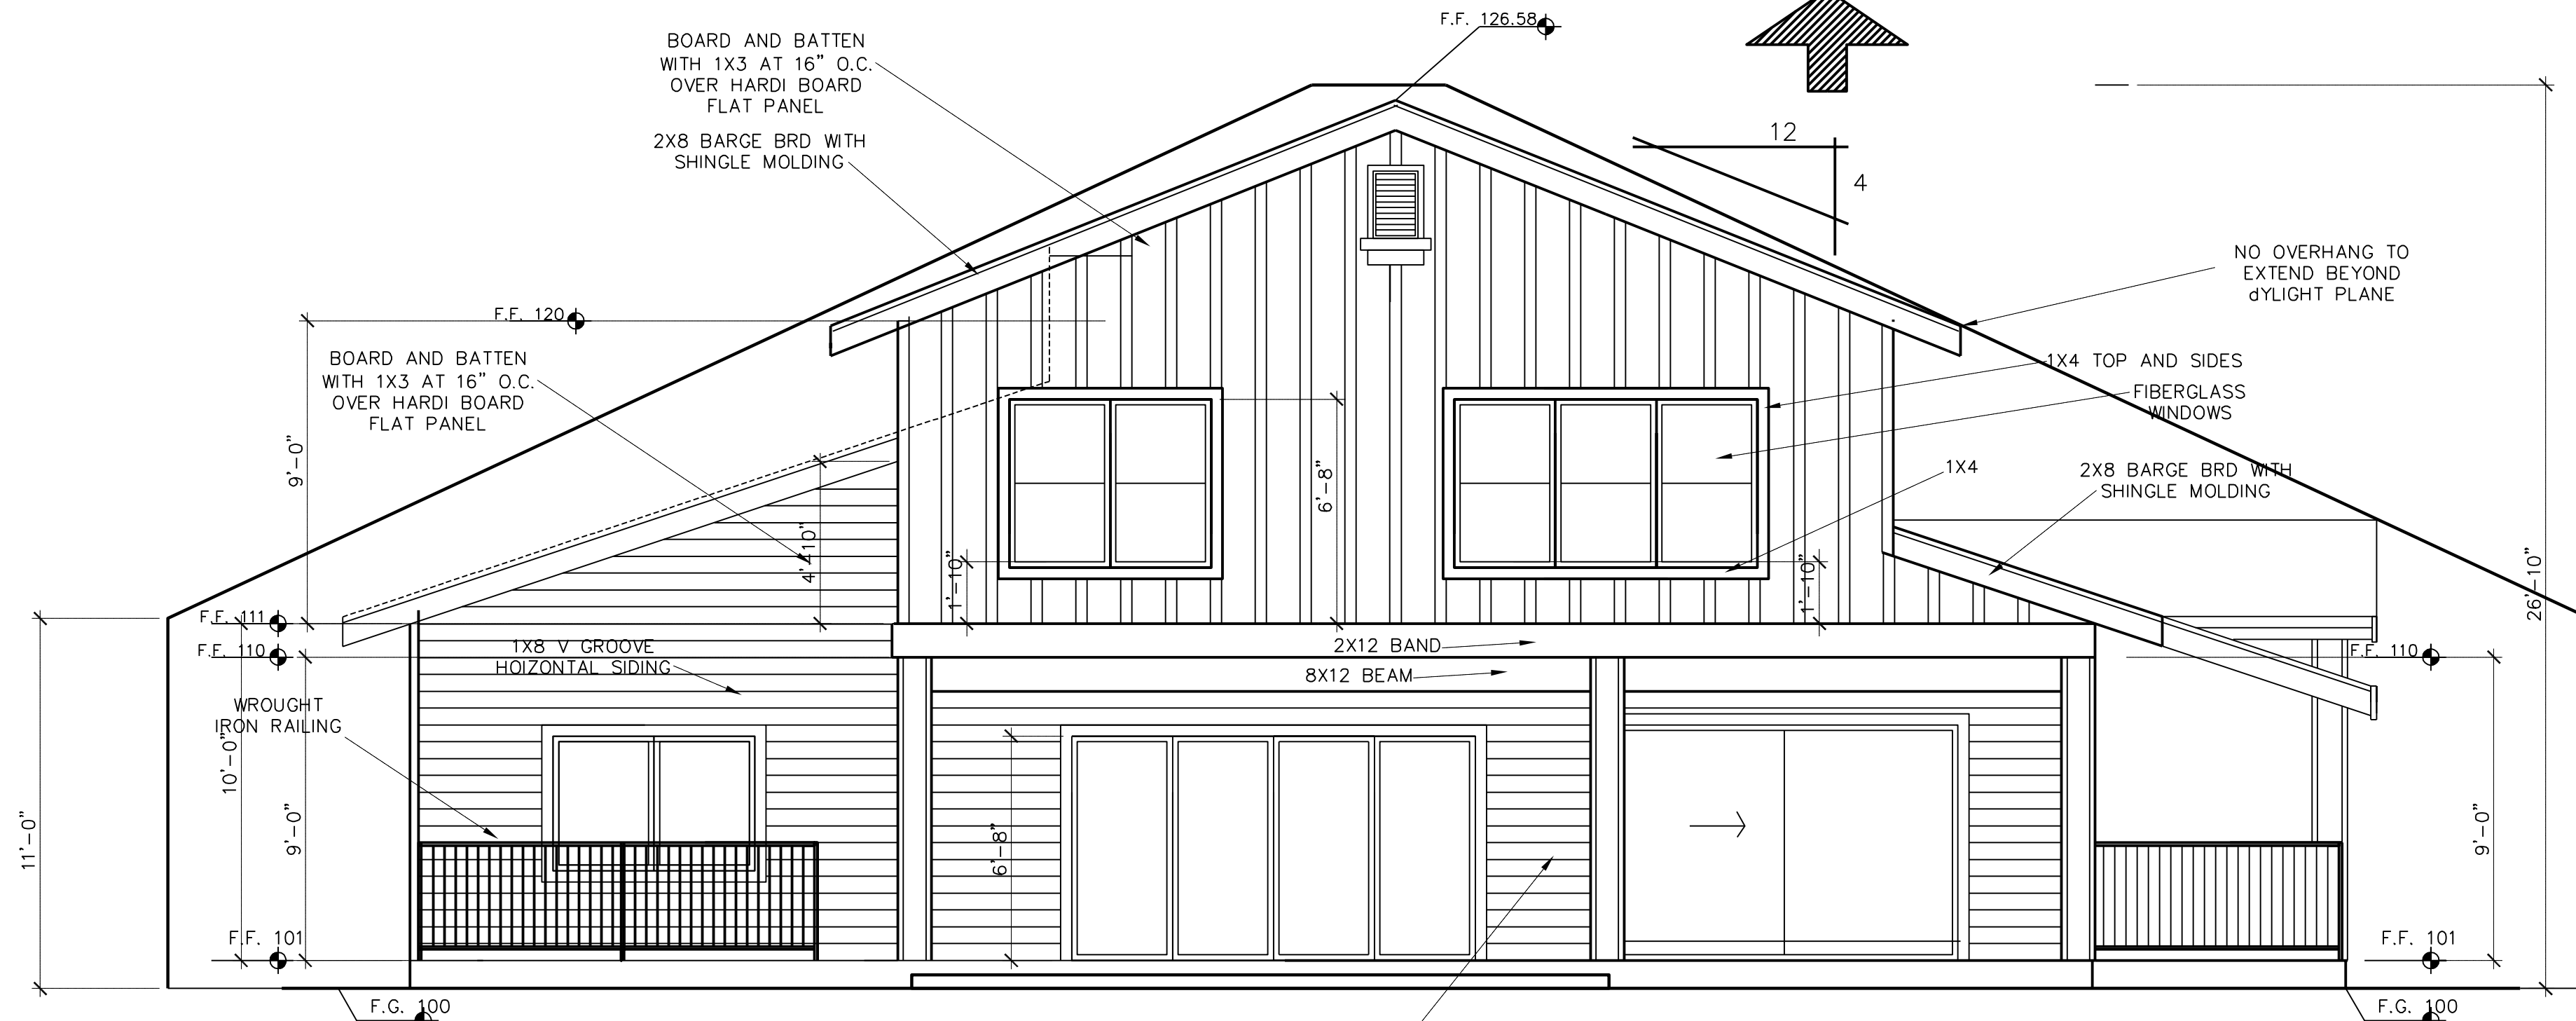 F.F. 126.58
BOARD AND BATTEN
WITH 1X3 AT 16" O.C.
OVER HARDI BOARD
FLAT PANEL
2X8 BARGE BRD WITH
SHINGLE MOLDING
12
4
NO OVERHANG TO
EXTEND BEYOND
dYLIGHT PLANE
F.F. 120
BOARD AND BATTEN
WITH 1X3 AT 16" O.C.
OVER HARDI BOARD
FLAT PANEL
1X4 TOP AND SIDES
FIBERGLASS
WINDOWS
9'-0"
6'-8"
1X4
2X8 BARGE BRD WITH
SHINGLE MOLDING
4'-10"
1'-10"
1'-10"
26'-10"
F.F. 111
F.F. 110
1X8 V GROOVE
HOIZONTAL SIDING
2X12 BAND
8X12 BEAM
F.F. 110
WROUGHT
IRON RAILING
10'-0"
9'-0"
11'-0"
6'-8"
9'-0"
F.F. 101
F.F. 101
F.G. 100
F.G. 100